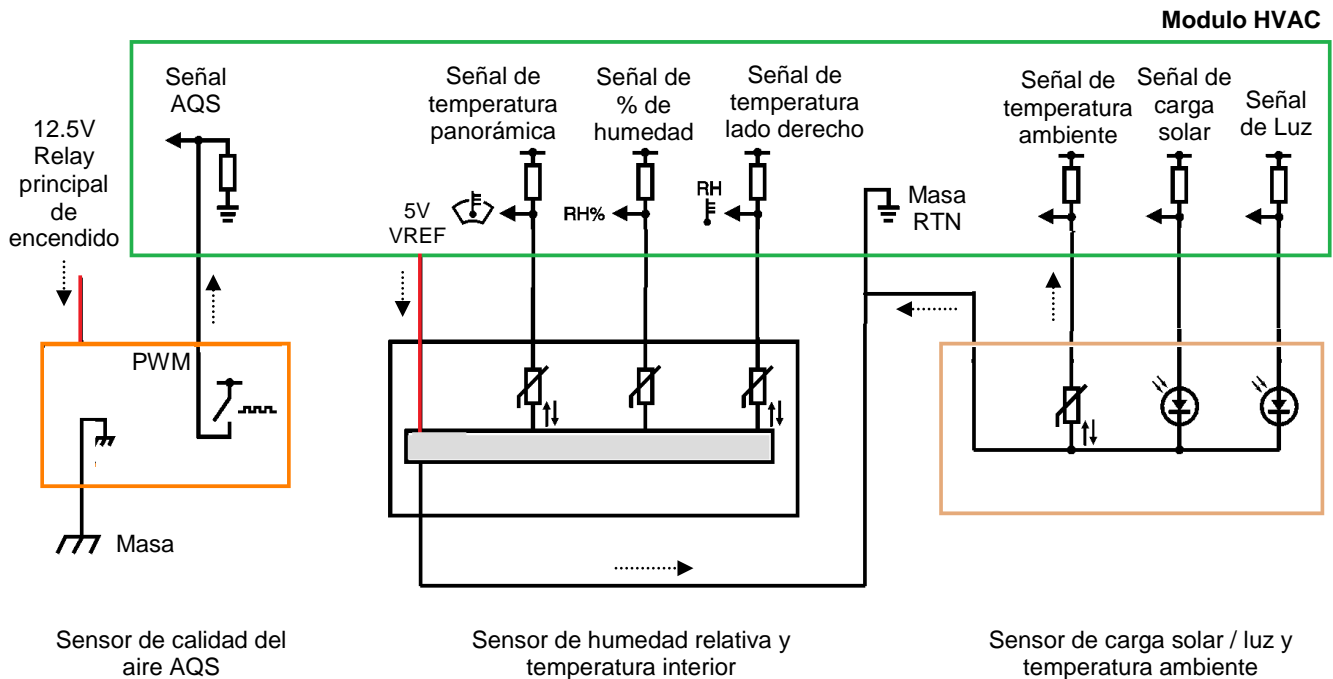 Modulo HVAC
Señal
AQS
12.5V
Relay
principal
de
encendido
Señal de
temperatura
panorámica
Señal de
% de
humedad
Señal de
temperatura
lado derecho
Señal de
temperatura
ambiente
Señal de
carga
solar
Señal
de Luz
5V
VREF
RH%
RH
Masa
RTN
PWM
Masa
Sensor de calidad del
aire AQS
Sensor de humedad relativa y
temperatura interior
Sensor de carga solar / luz y
temperatura ambiente